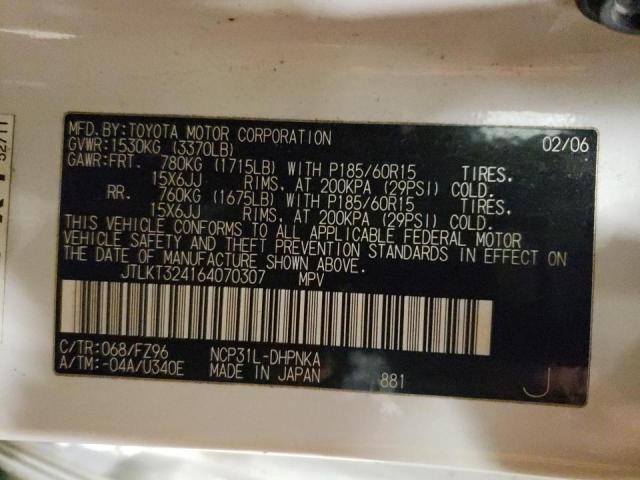 MFD.BY:TOYOTA MOTOR CORPORATION 02/06
GVWR:1530KG (3370LB)
GAWR:FRT. 780KG (1715LB) WITH P185/60R15 TIRES,
15X6JJ RIMS, AT 200KPA (29PSI) COLD.
RR. 760KG (1675LB) WITH P185/60R15 TIRES,
15X6JJ RIMS, AT 200KPA (29PSI) COLD.
THIS VEHICLE CONFORMS TO ALL APPLICABLE FEDERAL MOTOR
VEHICLE SAFETY AND THEFT PREVENTION STANDARDS IN EFFECT ON
THE DATE OF MANUFACTURE SHOWN ABOVE.
JTLKT324164070307 MPV
C/TR:068/FZ96 NCP31L-DHPNKA
A/TM:-04A/U340E MADE IN JAPAN 881 J